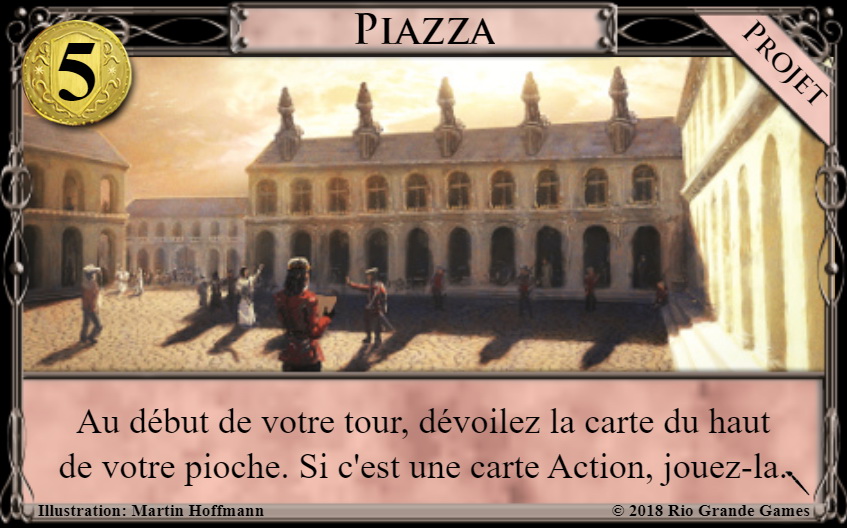 Piazza
5
Projet
Au début de votre tour, dévoilez la carte du haut
de votre pioche. Si c'est une carte Action, jouez-la.
Illustration: Martin Hoffmann
© 2018 Rio Grande Games